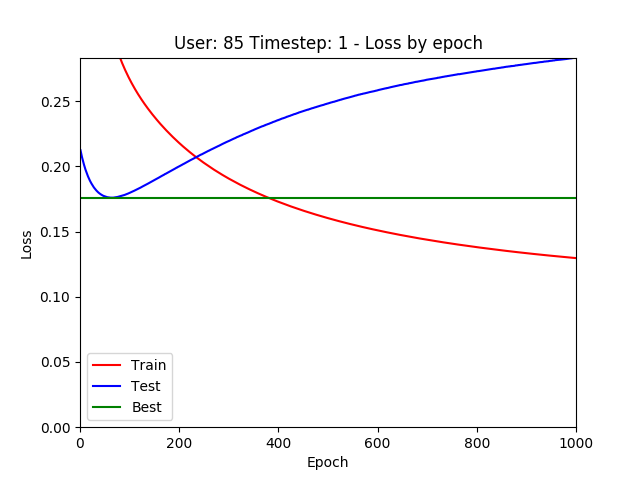 User: 85 Timestep: 1 - Loss by epoch
Loss
0.25
0.20
0.15
0.10
0.05
0.00
Train
Test
Best
0 200 400 600 800 1000
Epoch